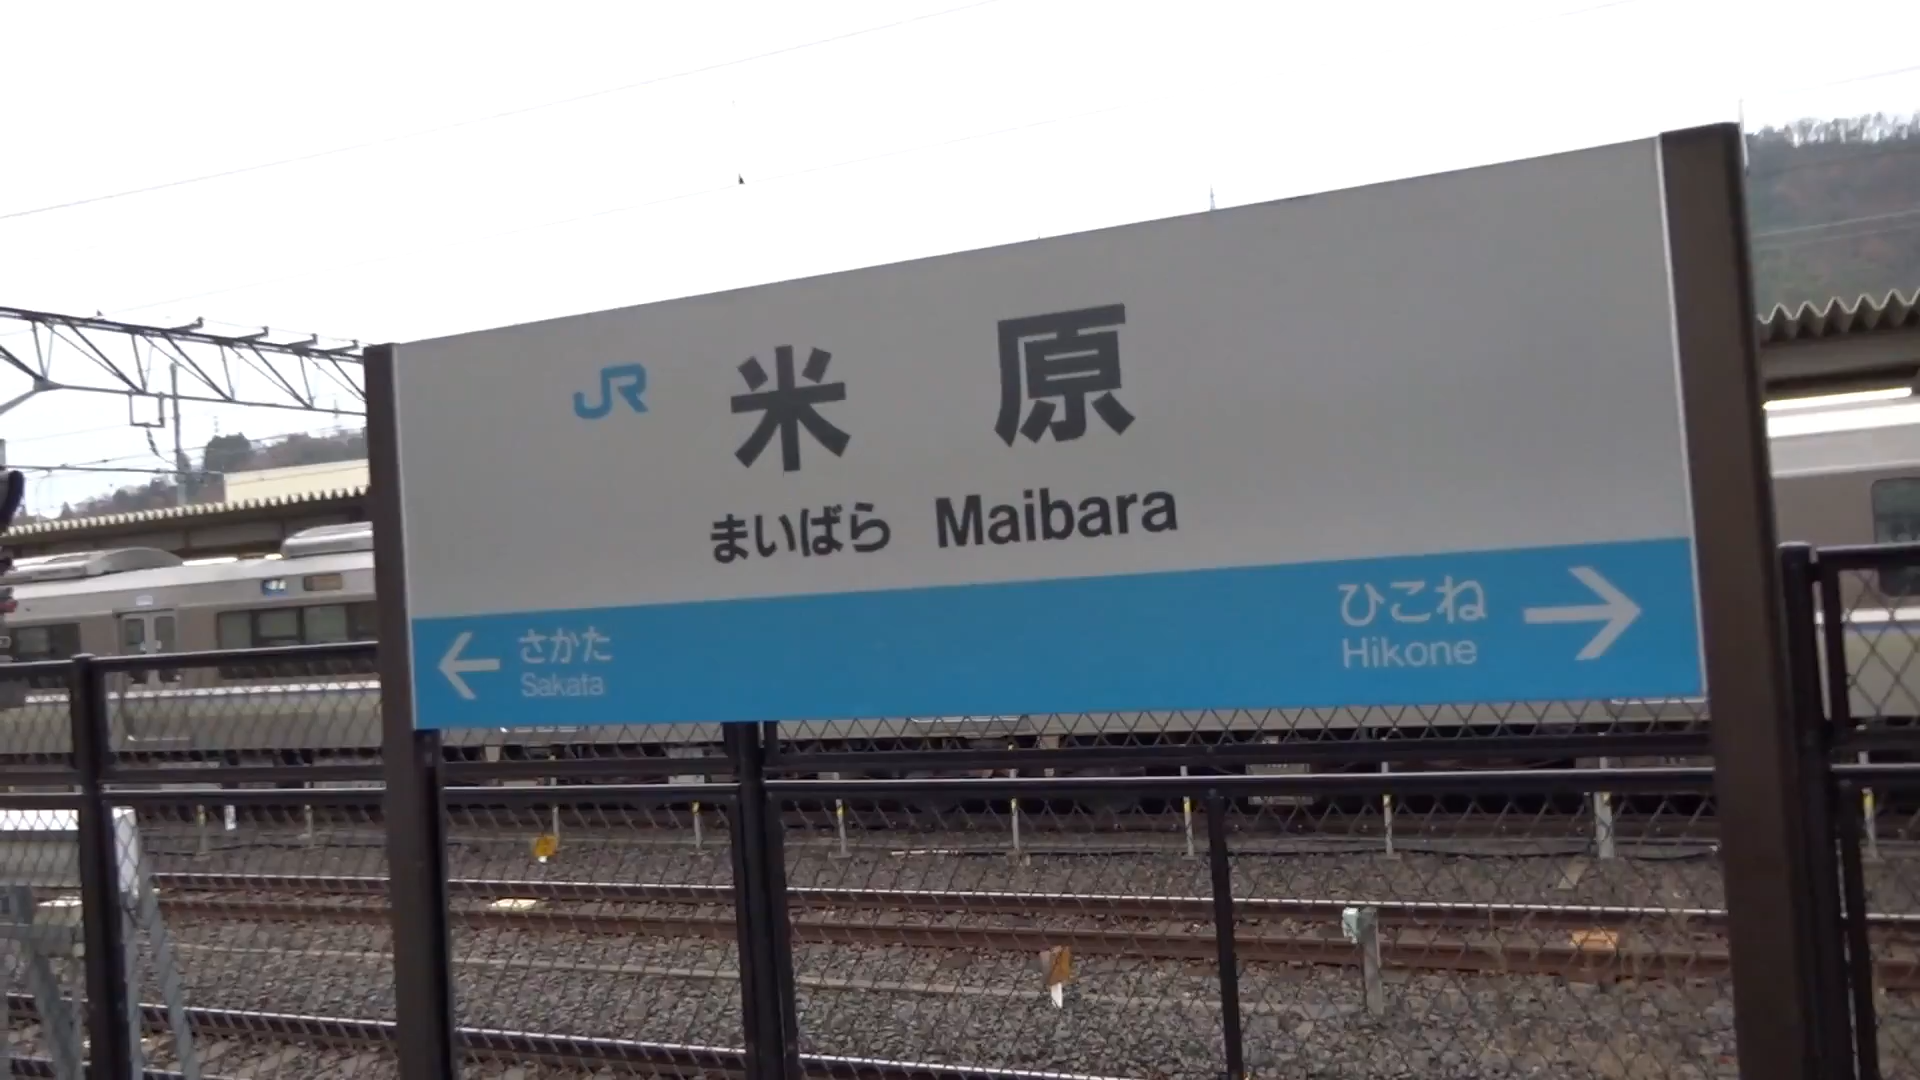 JR 米原
まいばら Maibara
← さかた
Sakata
ひこね →
Hikone